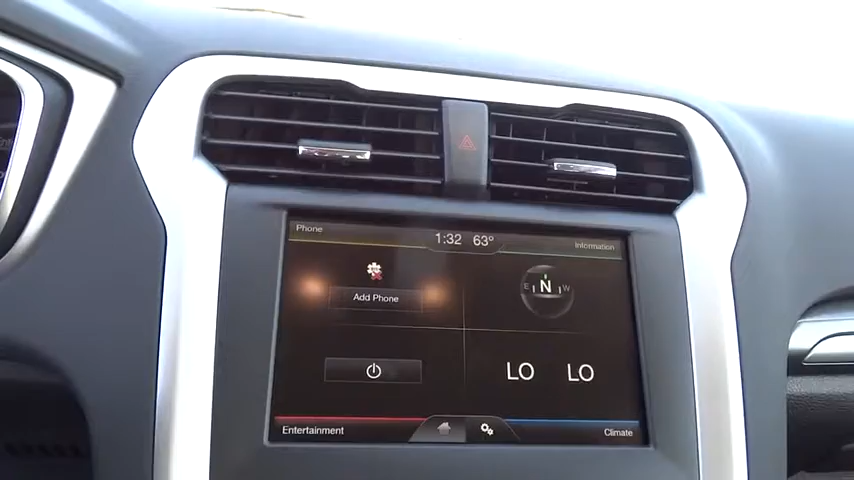 Phone
1:32 63°
Information
Add Phone
E N W
LO LO
Entertainment
Climate